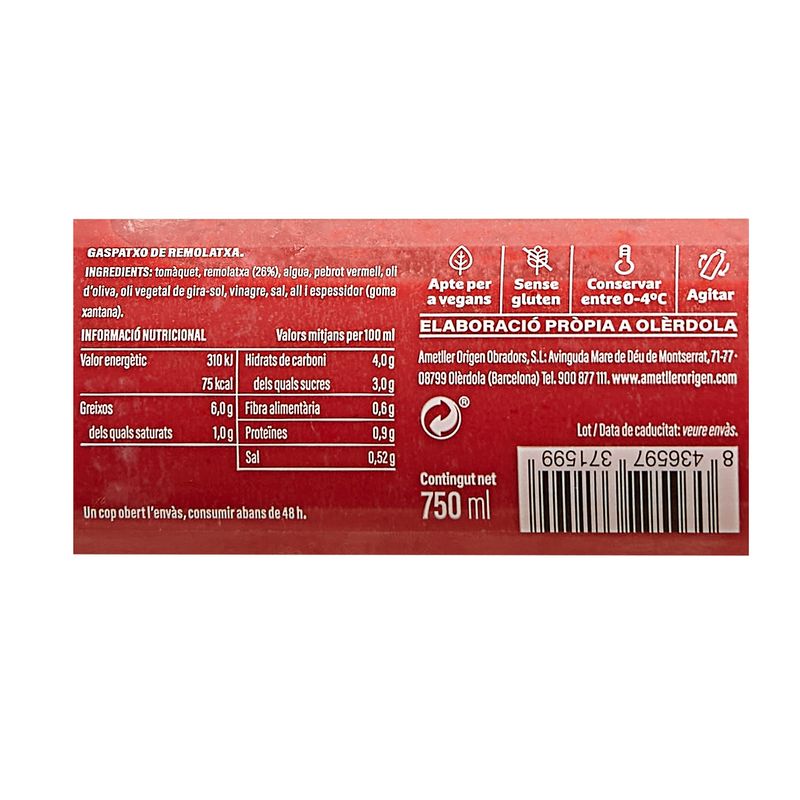 GASPATXO DE REMOLATXA.
INGREDIENTS: tomàquet, remolatxa (26%), aigua, pebrot vermell, oli
d'oliva, oli vegetal de gira-sol, vinagre, sal, all i espessidor (goma
xantana).
INFORMACIÓ NUTRICIONAL Valors mitjans per 100 ml
Valor energètic 310 kJ
75 kcal
Greixos 6,0 g
dels quals saturats 1,0 g
Hidrats de carboni 4,0 g
dels quals sucres 3,0 g
Fibra alimentària 0,6 g
Proteïnes 0,9 g
Sal 0,52 g
Un cop obert l'envàs, consumir abans de 48 h.
Apte per
a vegans
Sense
gluten
Conservar
entre 0-4ºC
Agitar
ELABORACIÓ PRÒPIA A OLÈRDOLA
Ametller Origen Obradors, S.L· Avinguda Mare de Déu de Montserrat, 71-77·
08799 Olèrdola (Barcelona) Tel. 900 877 111. www.ametllerorigen.com
®
Lot / Data de caducitat: veure envàs.
Contingut net
750 ml
8 436597 371599